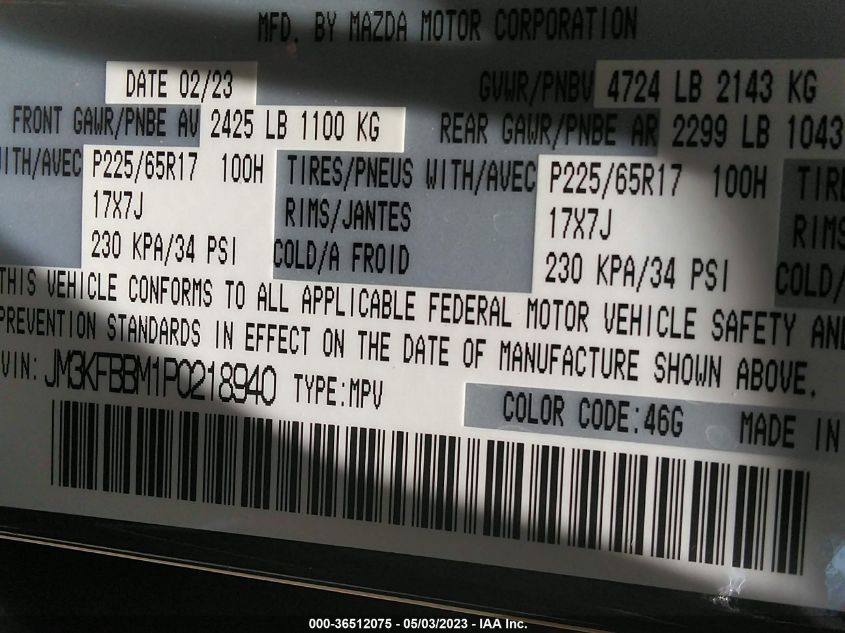 MFD. BY MAZDA MOTOR CORPORATION
DATE 02/23 GVWR/PNBV 4724 LB 2143 KG
FRONT GAWR/PNBE AV 2425 LB 1100 KG REAR GAWR/PNBE AR 2299 LB 1043
WITH/AVEC P225/65R17 100H TIRES/PNEUS WITH/AVEC P225/65R17 100H TIRE
17X7J RIMS/JANTES 17X7J RIMS
230 KPA/34 PSI COLD/A FROID 230 KPA/34 PSI COLD/
THIS VEHICLE CONFORMS TO ALL APPLICABLE FEDERAL MOTOR VEHICLE SAFETY AND
PREVENTION STANDARDS IN EFFECT ON THE DATE OF MANUFACTURE SHOWN ABOVE.
VIN: JM3KFBBM1P0218940 TYPE:MPV COLOR CODE:46G MADE IN
000-36512075 - 05/03/2023 - IAA Inc.